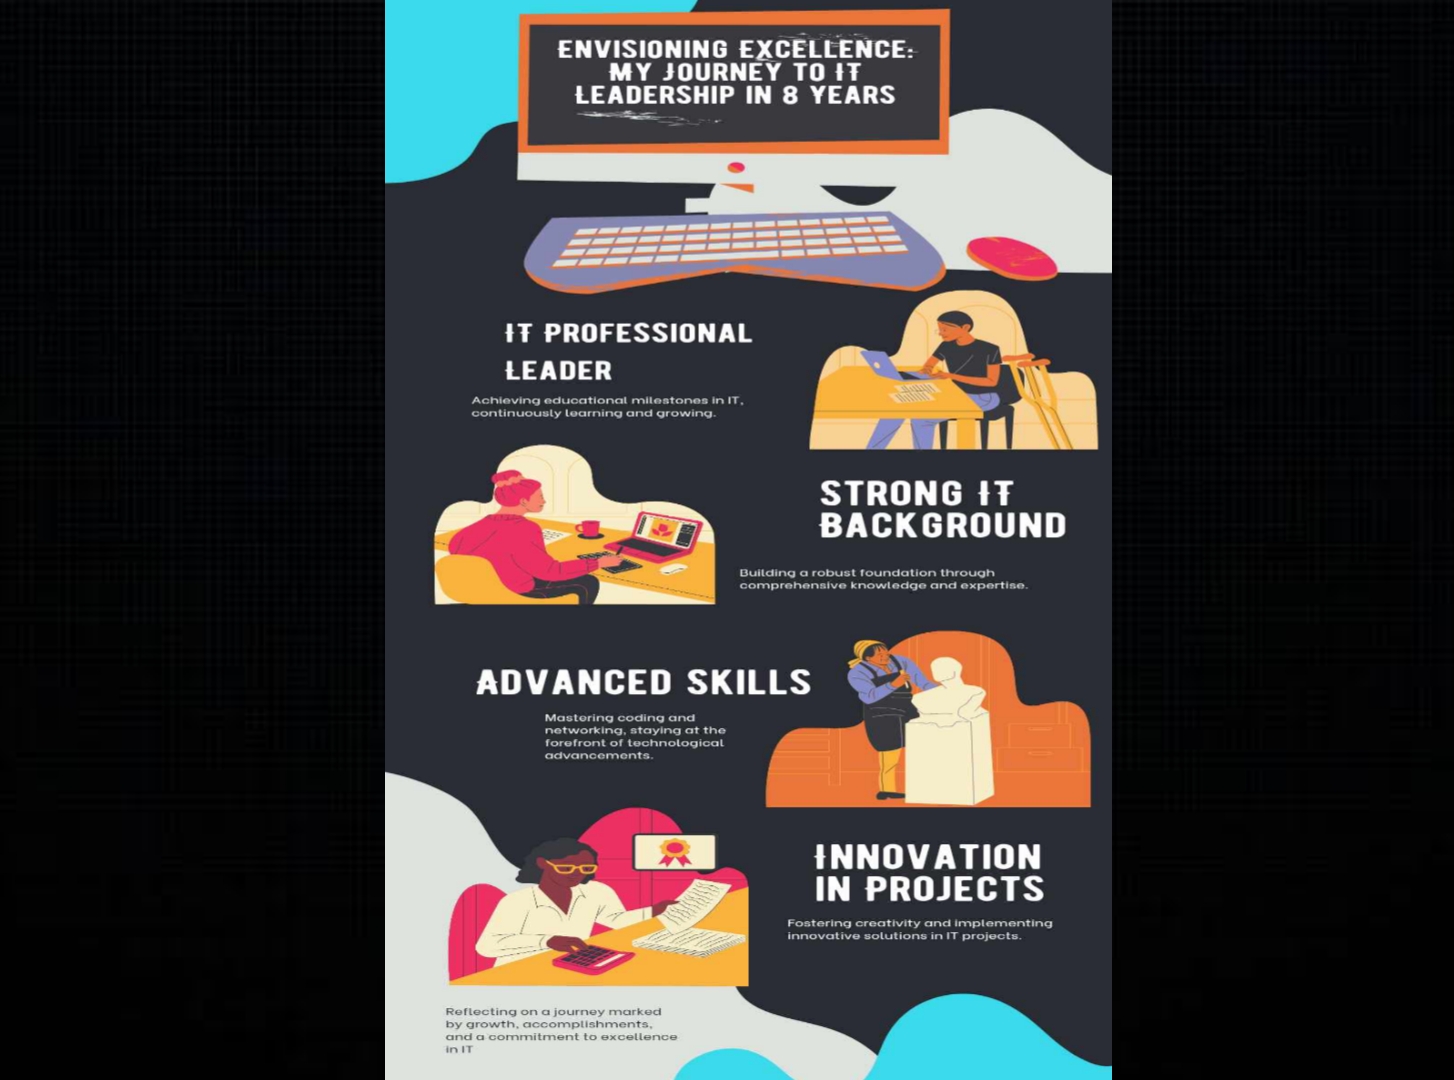 ENVISIONING EXCELLENCE:
MY JOURNEY TO IT
LEADERSHIP IN 8 YEARS
IT PROFESSIONAL
LEADER
Achieving educational milestones in IT,
continuously learning and growing.
STRONG IT
BACKGROUND
Building a robust foundation through
comprehensive knowledge and expertise.
ADVANCED SKILLS
Mastering coding and
networking, staying at the
forefront of technological
advancements.
INNOVATION
IN PROJECTS
Fostering creativity and implementing
innovative solutions in IT projects.
Reflecting on a journey marked
by growth, accomplishments,
and a commitment to excellence
in IT